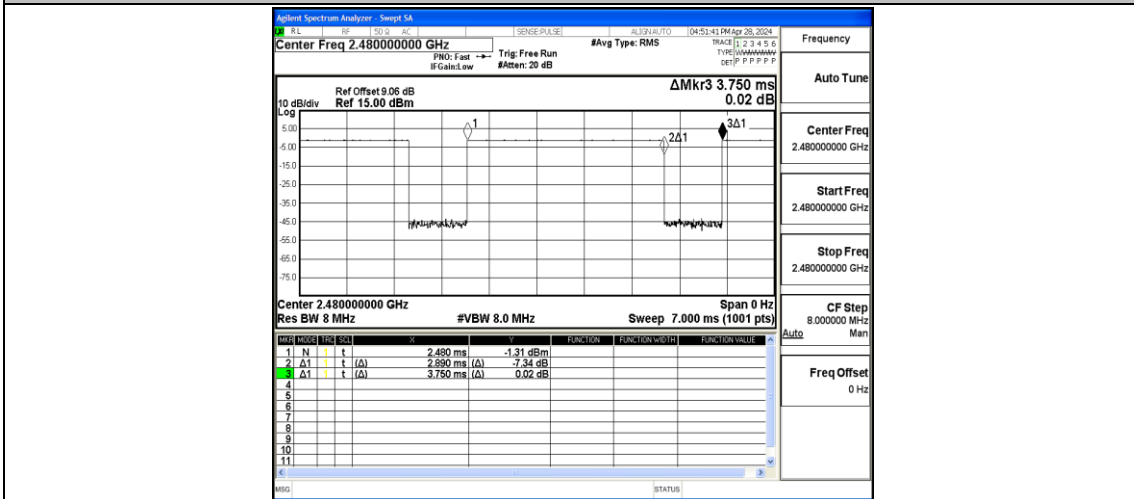 Agilent Spectrum Analyzer - Swept SA
RL RF 50 Ω AC SENSE:PULSE ALIGNAUTO 04:51:41 PM Apr 28, 2024
Center Freq 2.480000000 GHz #Avg Type: RMS TRACE 1 2 3 4 5 6
PNO: Fast Trig: Free Run TYPE
IFGain:Low #Atten: 20 dB DET P P P P P P
Frequency
Auto Tune
Center Freq
2.480000000 GHz
Start Freq
2.480000000 GHz
Stop Freq
2.480000000 GHz
CF Step
8.000000 MHz
Auto Man
Freq Offset
0 Hz
ΔMkr3 3.750 ms
0.02 dB
Ref Offset 9.06 dB
10 dB/div Ref 15.00 dBm
Log
5.00
-5.00
-15.0
-25.0
-35.0
-45.0
-55.0
-65.0
-75.0
1
2Δ1
3Δ1
Center 2.480000000 GHz Span 0 Hz
Res BW 8 MHz #VBW 8.0 MHz Sweep 7.000 ms (1001 pts)
MKR MODE TRC SCL X Y FUNCTION FUNCTION WIDTH FUNCTION VALUE
1 N 1 t 2.480 ms -1.31 dBm
2 Δ1 1 t (Δ) 2.890 ms (Δ) -7.34 dB
3 Δ1 1 t (Δ) 3.750 ms (Δ) 0.02 dB
4
5
6
7
8
9
10
11
MSG STATUS